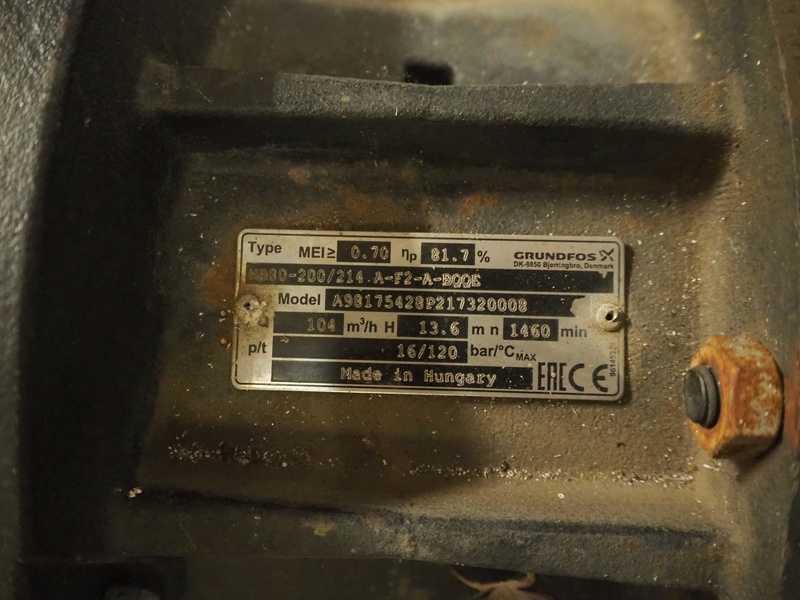 Type MEI≥ 0.70 ηp 81.7 % GRUNDFOS X
DK-8850 Bjerringbro, Denmark
NB80-200/214 A-F2-A-BQQE
Model A98175428P217320008
Q 104 m³/h H 13.6 m n 1460 min
p/t 16/120 bar/°C MAX
Made in Hungary EAC CE